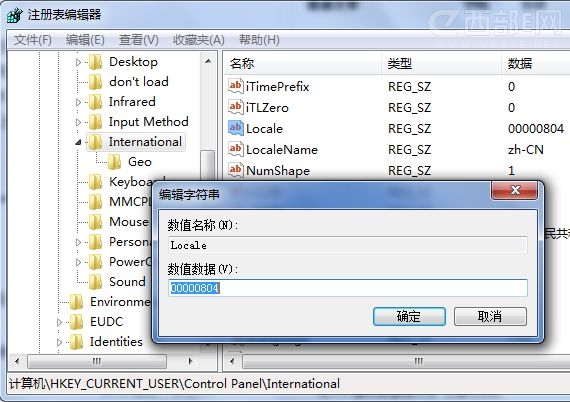 注册表编辑器
西部E网
文件(F) 编辑(E) 查看(V) 收藏夹(A) 帮助(H)
Desktop
don't load
Infrared
Input Method
International
Geo
Keyboard
MMCPL
Mouse
Persona
PowerC
Sound
Environme
EUDC
Identities
名称 类型 数据
iTimePrefix REG_SZ 0
iTLZero REG_SZ 0
Locale REG_SZ 00000804
LocaleName REG_SZ zh-CN
NumShape REG_SZ 1
民共和
编辑字符串
数值名称(N):
Locale
数值数据(V):
00000804
确定 取消
计算机\HKEY_CURRENT_USER\Control Panel\International